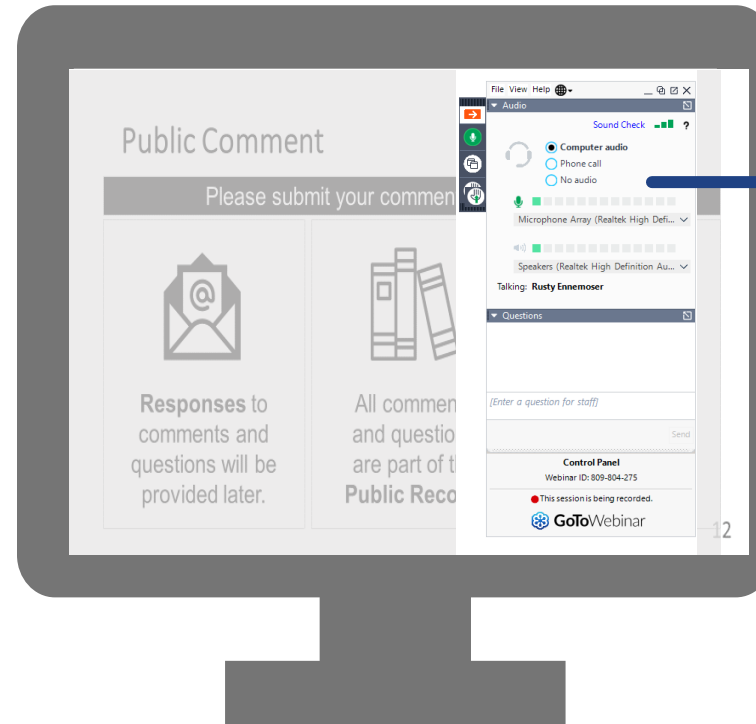 Public Comment
Please submit your commen
Responses to
comments and
questions will be
provided later.
All commen
and questio
are part of t
Public Reco
File View Help
Audio
Sound Check ?
Computer audio
Phone call
No audio
Microphone Array (Realtek High Defi...
Speakers (Realtek High Definition Au...
Talking: Rusty Ennemoser
Questions
[Enter a question for staff]
Send
Control Panel
Webinar ID: 809-804-275
This session is being recorded.
GoToWebinar
12